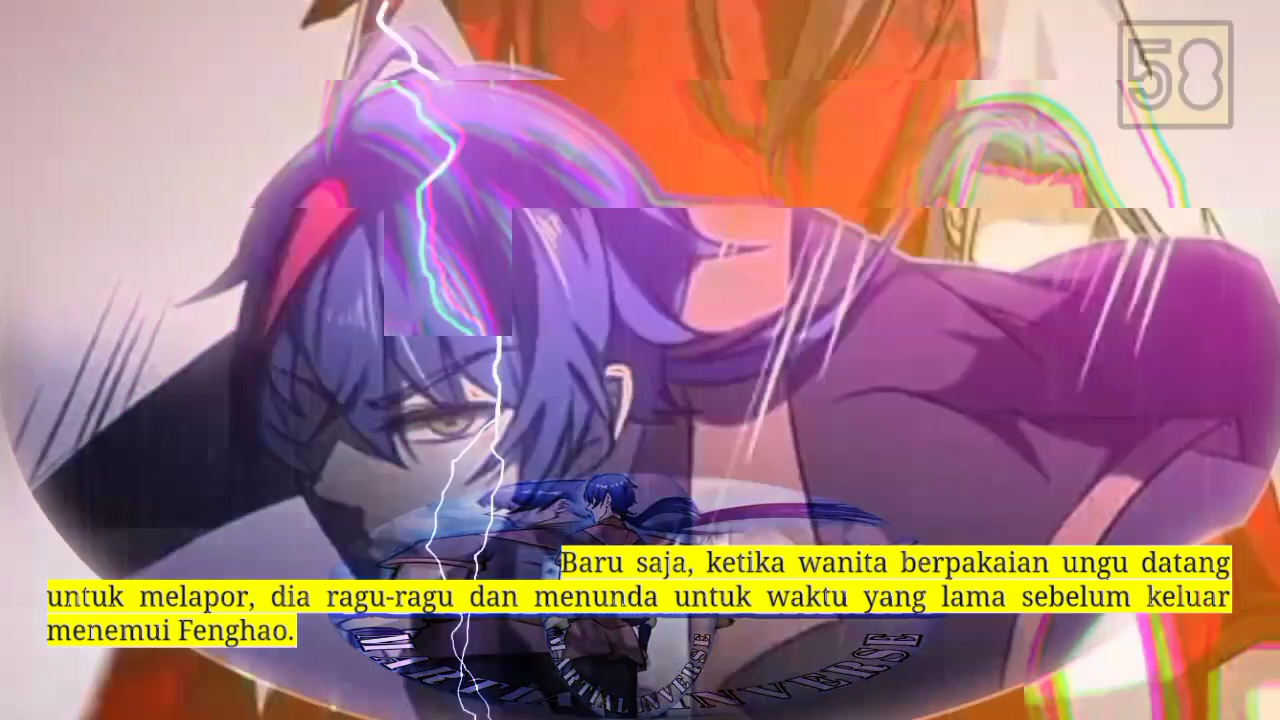 58
Baru saja, ketika wanita berpakaian ungu datang
untuk melapor, dia ragu-ragu dan menunda untuk waktu yang lama sebelum keluar
menemui Fenghao.
MARTIAL INVERSE